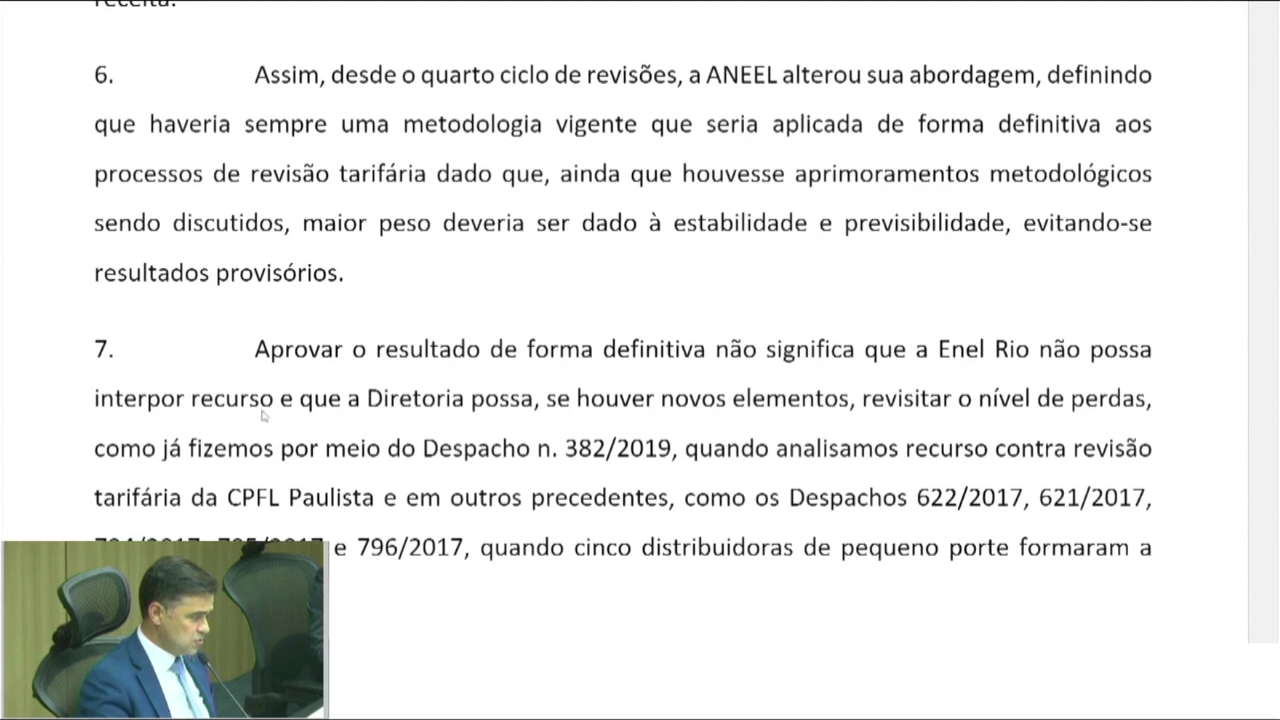 receita.
6. Assim, desde o quarto ciclo de revisões, a ANEEL alterou sua abordagem, definindo
que haveria sempre uma metodologia vigente que seria aplicada de forma definitiva aos
processos de revisão tarifária dado que, ainda que houvesse aprimoramentos metodológicos
sendo discutidos, maior peso deveria ser dado à estabilidade e previsibilidade, evitando-se
resultados provisórios.
7. Aprovar o resultado de forma definitiva não significa que a Enel Rio não possa
interpor recurso e que a Diretoria possa, se houver novos elementos, revisitar o nível de perdas,
como já fizemos por meio do Despacho n. 382/2019, quando analisamos recurso contra revisão
tarifária da CPFL Paulista e em outros precedentes, como os Despachos 622/2017, 621/2017,
e 796/2017, quando cinco distribuidoras de pequeno porte formaram a